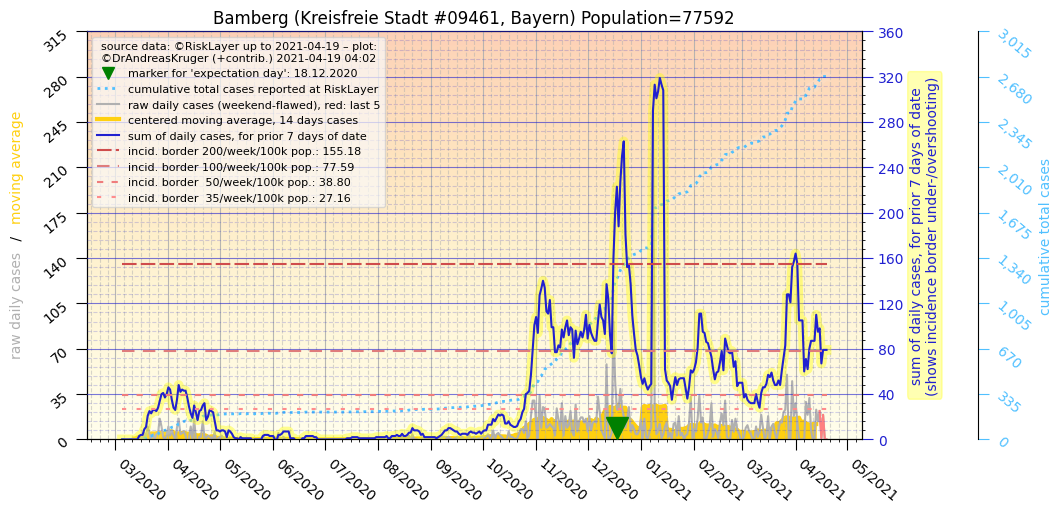 Bamberg (Kreisfreie Stadt #09461, Bayern) Population=77592
source data: ©RiskLayer up to 2021-04-19 – plot:
©DrAndreasKruger (+contrib.) 2021-04-19 04:02
marker for 'expectation day': 18.12.2020
cumulative total cases reported at RiskLayer
raw daily cases (weekend-flawed), red: last 5
centered moving average, 14 days cases
sum of daily cases, for prior 7 days of date
incid. border 200/week/100k pop.: 155.18
incid. border 100/week/100k pop.: 77.59
incid. border  50/week/100k pop.: 38.80
incid. border  35/week/100k pop.: 27.16
raw daily cases / moving average
315
280
245
210
175
140
105
70
35
0
03/2020
04/2020
05/2020
06/2020
07/2020
08/2020
09/2020
10/2020
11/2020
12/2020
01/2021
02/2021
03/2021
04/2021
05/2021
360
320
280
240
200
160
120
80
40
0
sum of daily cases, for prior 7 days of date
(shows incidence border under-/overshooting)
3,015
2,680
2,345
2,010
1,675
1,340
1,005
670
335
0
cumulative total cases